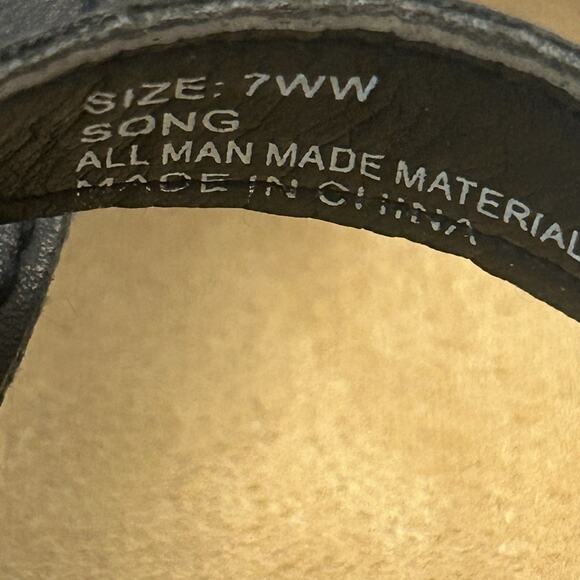 SIZE: 7WW
SONG
ALL MAN MADE MATERIAL
MADE IN CHINA